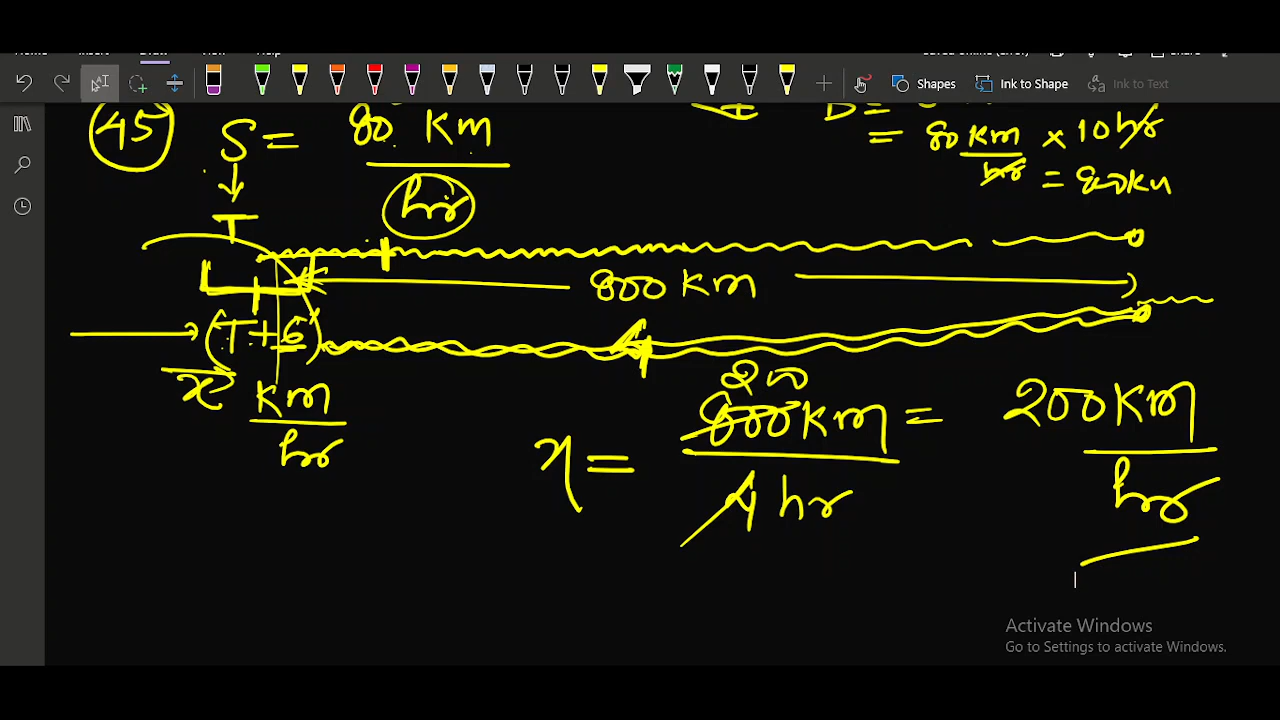 Shapes
Ink to Shape
Ink to Text
45
S = 80 Km / hr
D =
= 80 Km / hr × 10 hr
= 800 Km
T
800 Km
(T+6)
x Km / hr
x = 800 Km / 4 hr = 200 Km / hr
200
Activate Windows
Go to Settings to activate Windows.